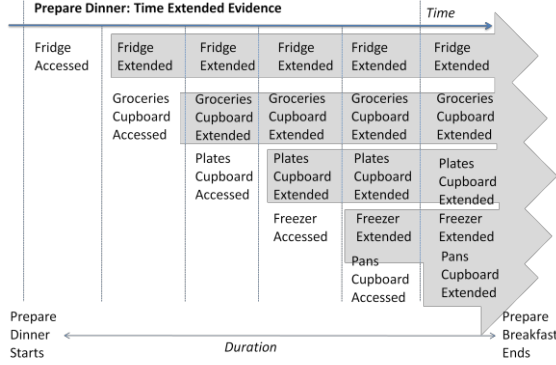 Prepare Dinner: Time Extended Evidence
Time
Fridge Fridge Fridge Fridge Fridge Fridge
Accessed Extended Extended Extended Extended Extended
Groceries Groceries Groceries Groceries Groceries
Cupboard Cupboard Cupboard Cupboard Cupboard
Accessed Extended Extended Extended Extended
Plates Plates Plates Plates
Cupboard Cupboard Cupboard Cupboard
Accessed Extended Extended Extended
Freezer Freezer Freezer
Accessed Extended Extended
Pans Pans
Cupboard Cupboard
Accessed Extended
Prepare
Dinner
Starts
Duration
Prepare
Breakfast
Ends